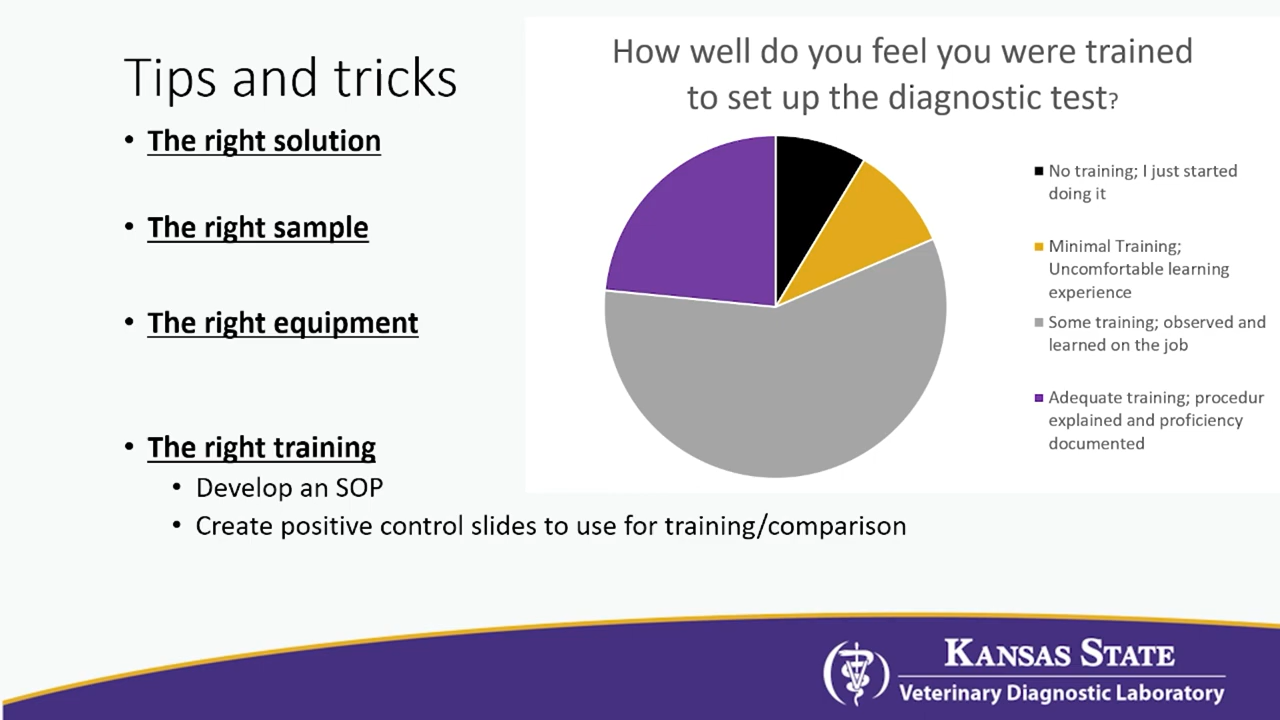 Tips and tricks
• The right solution
• The right sample
• The right equipment
• The right training
• Develop an SOP
• Create positive control slides to use for training/comparison
How well do you feel you were trained
to set up the diagnostic test?
No training; I just started
doing it
Minimal Training;
Uncomfortable learning
experience
Some training; observed and
learned on the job
Adequate training; procedur
explained and proficiency
documented
KANSAS STATE
Veterinary Diagnostic Laboratory